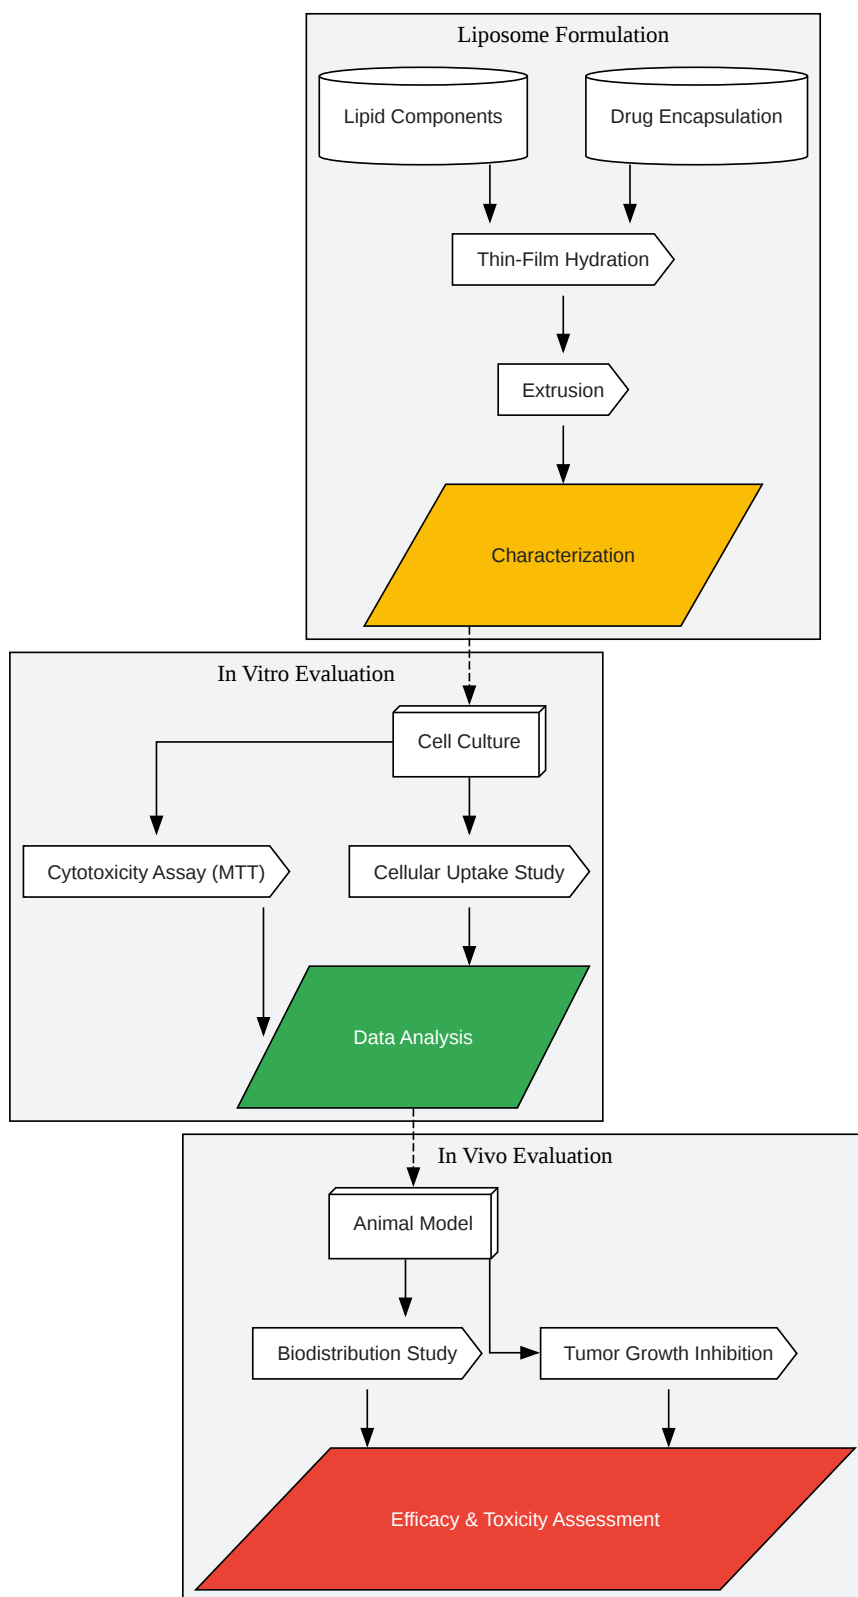 Liposome Formulation
Lipid Components
Drug Encapsulation
Thin-Film Hydration
Extrusion
Characterization
In Vitro Evaluation
Cell Culture
Cytotoxicity Assay (MTT)
Cellular Uptake Study
Data Analysis
In Vivo Evaluation
Animal Model
Biodistribution Study
Tumor Growth Inhibition
Efficacy & Toxicity Assessment